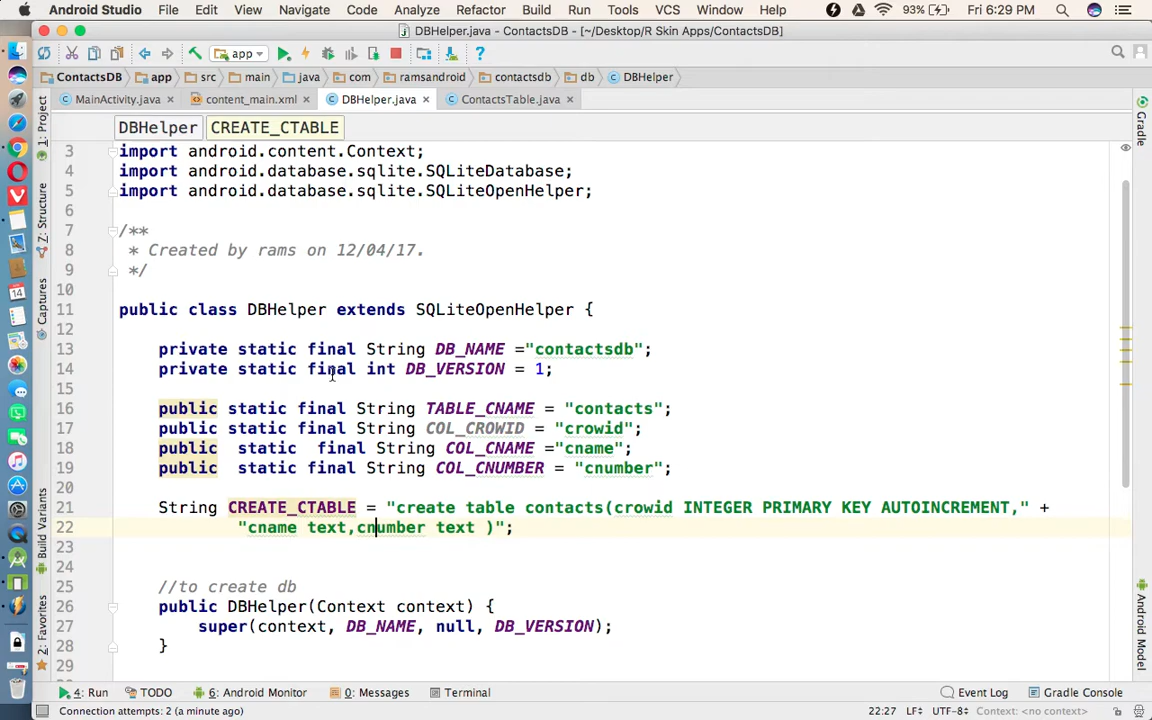 Android Studio File Edit View Navigate Code Analyze Refactor Build Run Tools VCS Window Help 93% Fri 6:29 PM
DBHelper.java - ContactsDB - [~/Desktop/R Skin Apps/ContactsDB]
app
ContactsDB app src main java com ramsandroid contactsdb db DBHelper
MainActivity.java content_main.xml DBHelper.java ContactsTable.java
DBHelper CREATE_CTABLE
3 import android.content.Context;
4 import android.database.sqlite.SQLiteDatabase;
5 import android.database.sqlite.SQLiteOpenHelper;
6
7 /**
8 * Created by rams on 12/04/17.
9 */
10
11 public class DBHelper extends SQLiteOpenHelper {
12
13 private static final String DB_NAME ="contactsdb";
14 private static final int DB_VERSION = 1;
15
16 public static final String TABLE_CNAME = "contacts";
17 public static final String COL_CROWID = "crowid";
18 public  static  final String COL_CNAME ="cname";
19 public  static final String COL_CNUMBER = "cnumber";
20
21 String CREATE_CTABLE = "create table contacts(crowid INTEGER PRIMARY KEY AUTOINCREMENT," +
22 "cname text,cnumber text )";
23
24
25 //to create db
26 public DBHelper(Context context) {
27 super(context, DB_NAME, null, DB_VERSION);
28 }
29
1: Project
Z: Structure
Captures
Build Variants
2: Favorites
Gradle
Android Model
4: Run TODO 6: Android Monitor 0: Messages Terminal Event Log Gradle Console
Connection attempts: 2 (a minute ago) 22:27 LF÷ UTF-8÷ Context: <no context>